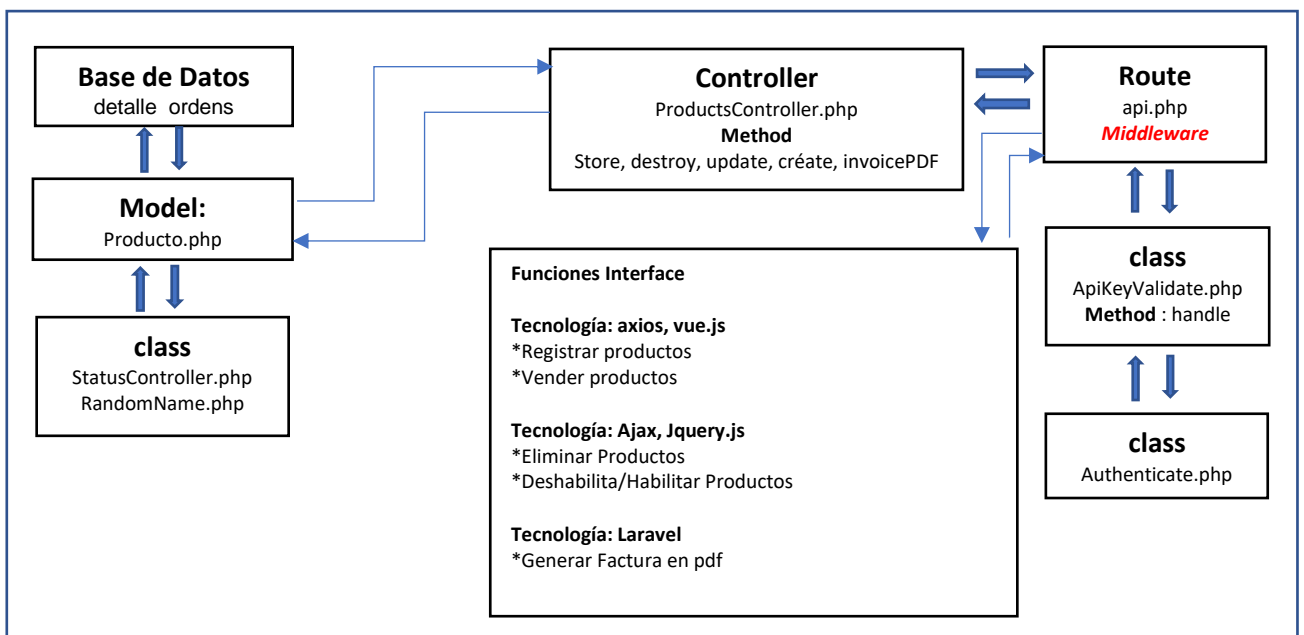 Base de Datos
detalle ordens
Model:
Producto.php
class
StatusController.php
RandomName.php
Controller
ProductsController.php
Method
Store, destroy, update, créate, invoicePDF
Route
api.php
Middleware
class
ApiKeyValidate.php
Method : handle
class
Authenticate.php
Funciones Interface
Tecnología: axios, vue.js
*Registrar productos
*Vender productos
Tecnología: Ajax, Jquery.js
*Eliminar Productos
*Deshabilita/Habilitar Productos
Tecnología: Laravel
*Generar Factura en pdf